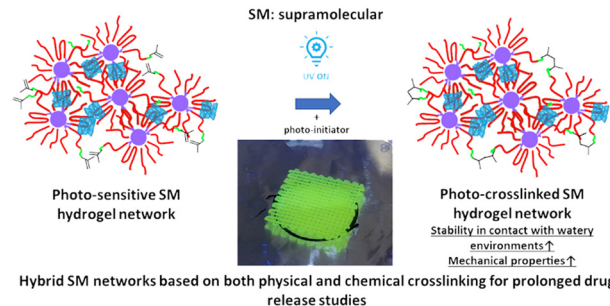 SM: supramolecular
UV ON
+
photo-initiator
Photo-sensitive SM
hydrogel network
Photo-crosslinked SM
hydrogel network
Stability in contact with watery
environments↑
Mechanical properties↑
Hybrid SM networks based on both physical and chemical crosslinking for prolonged drug
release studies